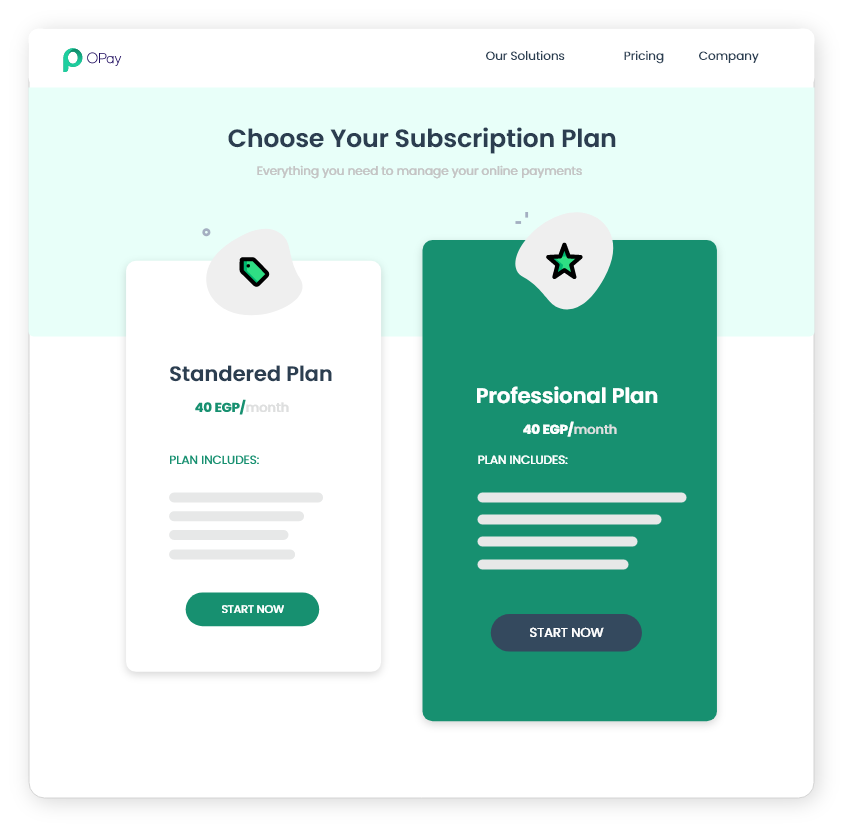 OPay
Our Solutions
Pricing
Company
Choose Your Subscription Plan
Everything you need to manage your online payments
Standered Plan
40 EGP/month
PLAN INCLUDES:
START NOW
Professional Plan
40 EGP/month
PLAN INCLUDES:
START NOW